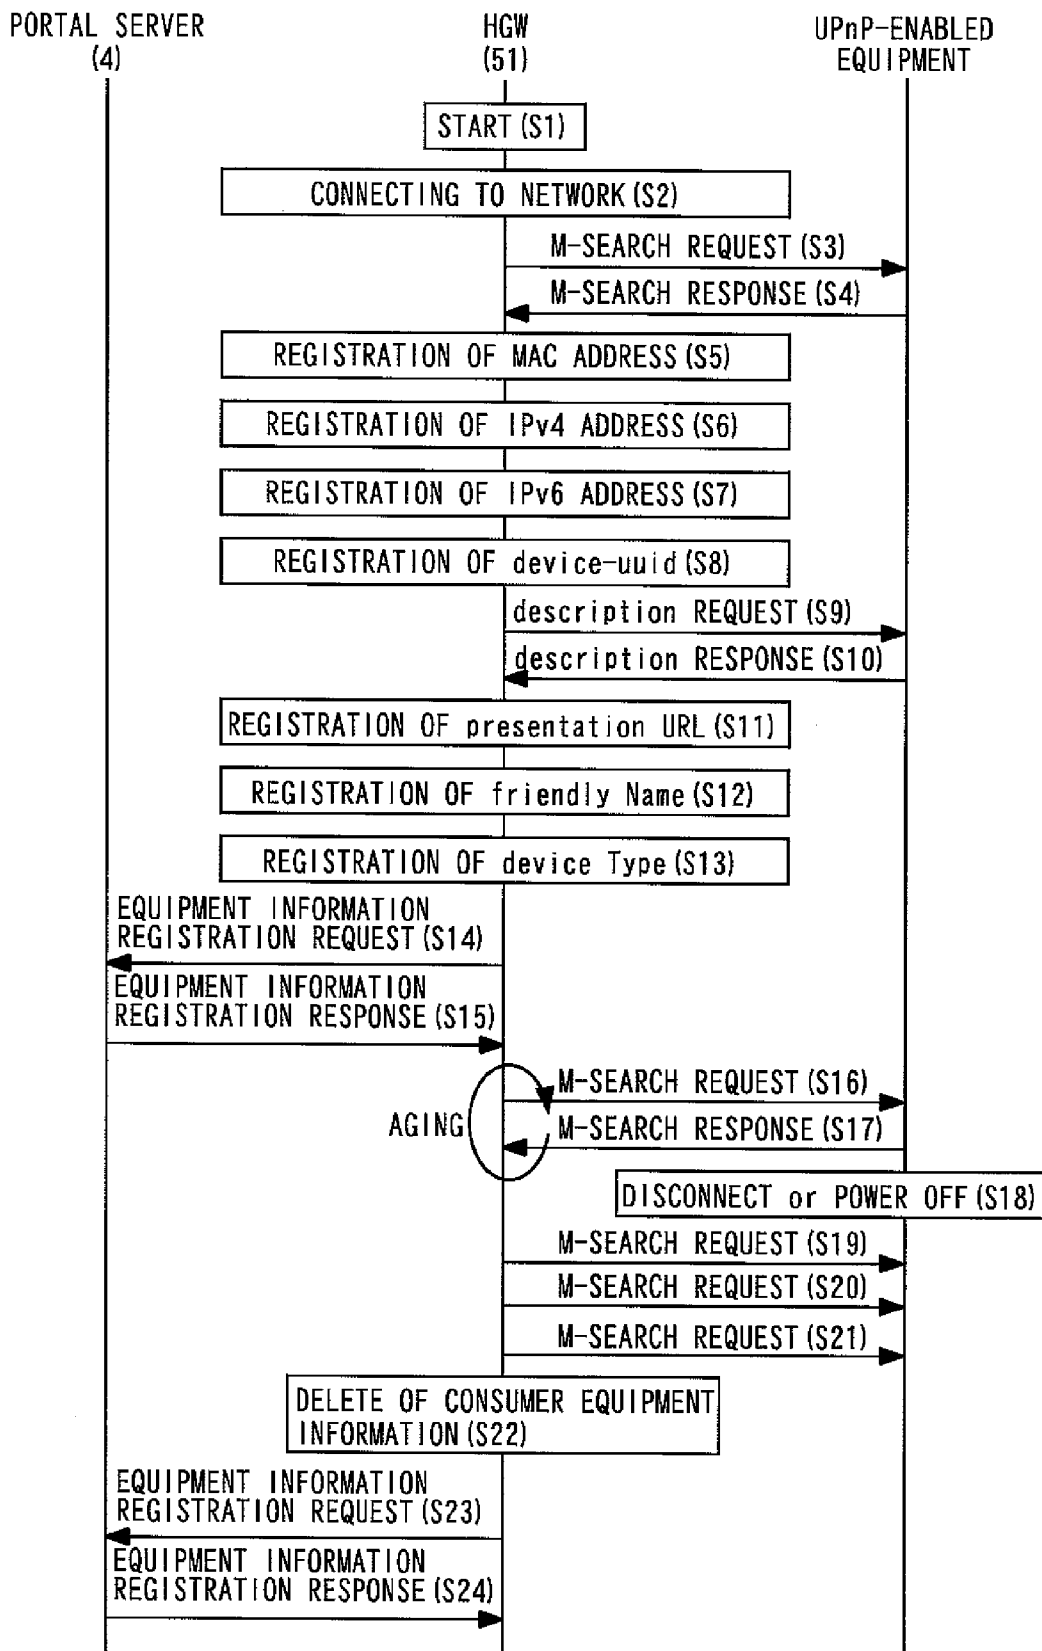 PORTAL SERVER
(4)
HGW
(51)
UPnP-ENABLED
EQUIPMENT
START(S1)
CONNECTING TO NETWORK(S2)
M-SEARCH REQUEST(S3)
M-SEARCH RESPONSE(S4)
REGISTRATION OF MAC ADDRESS(S5)
REGISTRATION OF IPv4 ADDRESS(S6)
REGISTRATION OF IPv6 ADDRESS(S7)
REGISTRATION OF device-uuid(S8)
description REQUEST(S9)
description RESPONSE(S10)
REGISTRATION OF presentation URL(S11)
REGISTRATION OF friendly Name(S12)
REGISTRATION OF device Type(S13)
EQUIPMENT INFORMATION
REGISTRATION REQUEST(S14)
EQUIPMENT INFORMATION
REGISTRATION RESPONSE(S15)
M-SEARCH REQUEST(S16)
AGING
M-SEARCH RESPONSE(S17)
DISCONNECT or POWER OFF(S18)
M-SEARCH REQUEST(S19)
M-SEARCH REQUEST(S20)
M-SEARCH REQUEST(S21)
DELETE OF CONSUMER EQUIPMENT
INFORMATION(S22)
EQUIPMENT INFORMATION
REGISTRATION REQUEST(S23)
EQUIPMENT INFORMATION
REGISTRATION RESPONSE(S24)